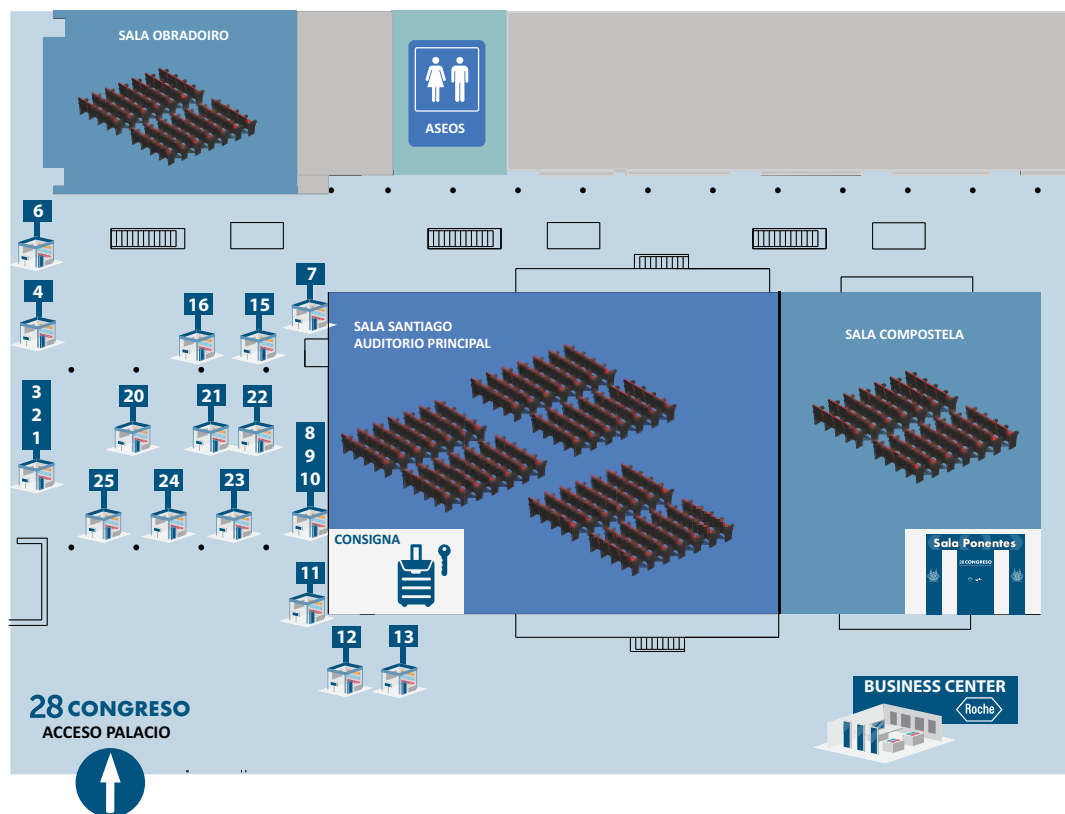 SALA OBRADOIRO
ASEOS
6
4
7
16
15
SALA SANTIAGO
AUDITORIO PRINCIPAL
SALA COMPOSTELA
3
2
1
20
21
22
8
9
10
25
24
23
CONSIGNA
Sala Ponentes
28 CONGRESO
11
12
13
28 CONGRESO
ACCESO PALACIO
BUSINESS CENTER
Roche